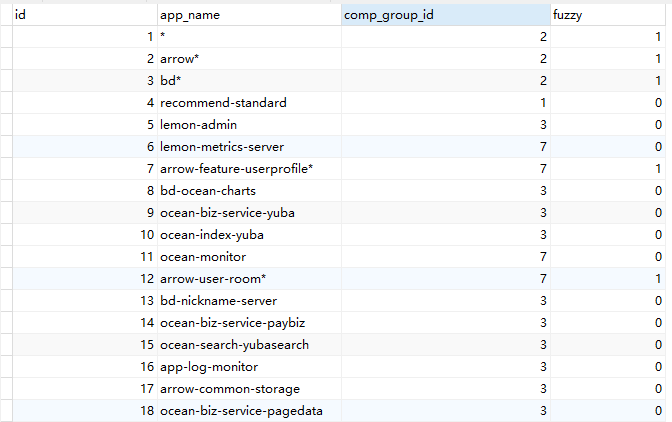 id app_name comp_group_id fuzzy
1 * 2 1
2 arrow* 2 1
3 bd* 2 1
4 recommend-standard 1 0
5 lemon-admin 3 0
6 lemon-metrics-server 7 0
7 arrow-feature-userprofile* 7 1
8 bd-ocean-charts 3 0
9 ocean-biz-service-yuba 3 0
10 ocean-index-yuba 3 0
11 ocean-monitor 7 0
12 arrow-user-room* 7 1
13 bd-nickname-server 3 0
14 ocean-biz-service-paybiz 3 0
15 ocean-search-yubasearch 3 0
16 app-log-monitor 3 0
17 arrow-common-storage 3 0
18 ocean-biz-service-pagedata 3 0